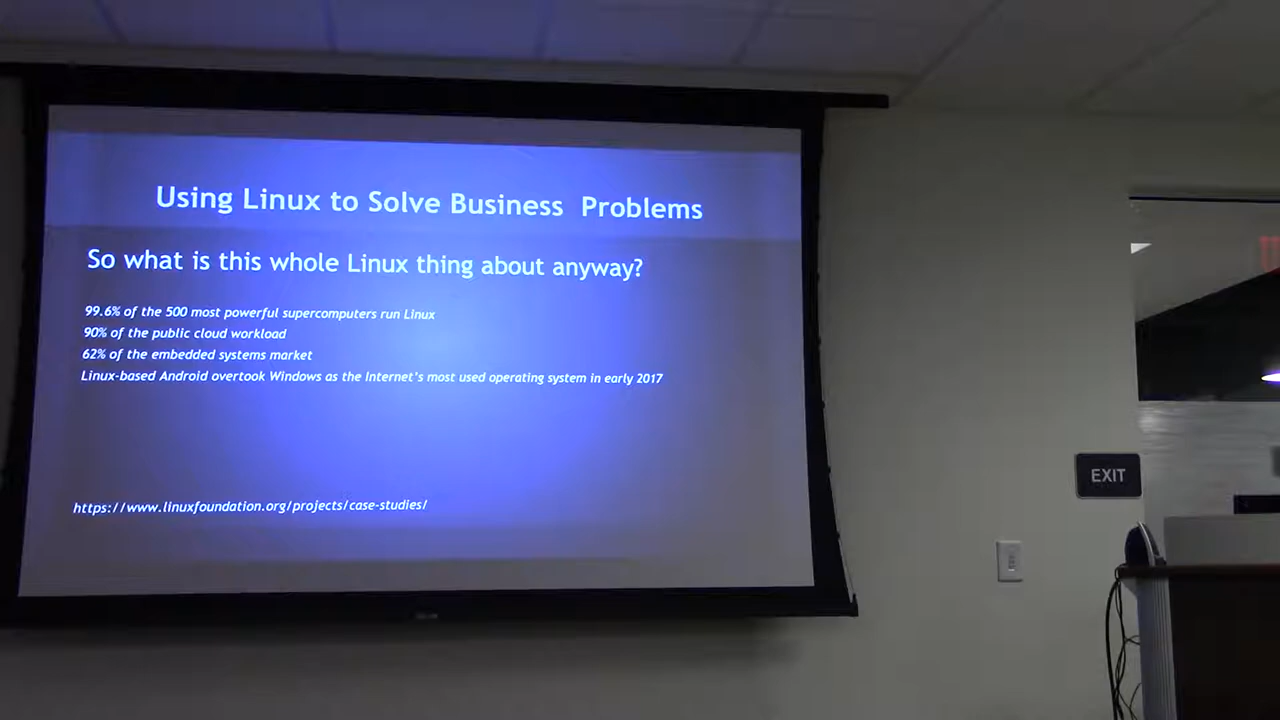 Using Linux to Solve Business Problems
So what is this whole Linux thing about anyway?
99.6% of the 500 most powerful supercomputers run Linux
90% of the public cloud workload
62% of the embedded systems market
Linux-based Android overtook Windows as the Internet's most used operating system in early 2017
https://www.linuxfoundation.org/projects/case-studies/
EXIT